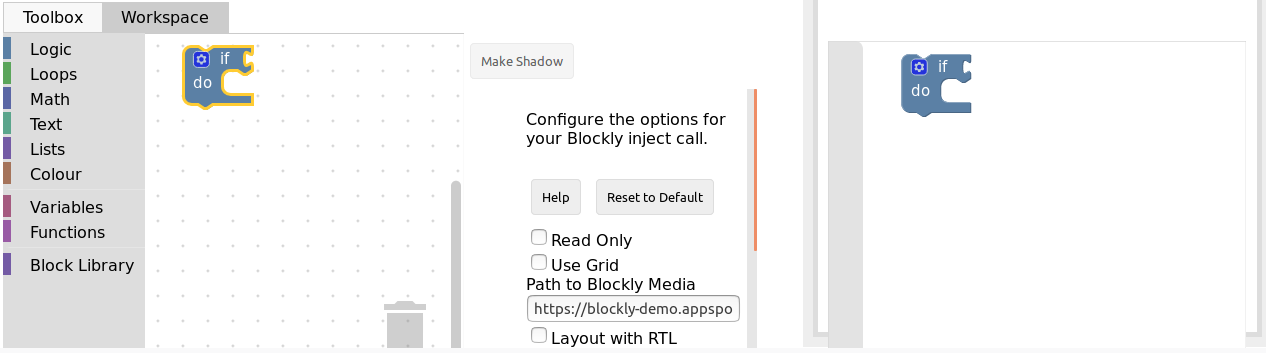 Toolbox
Workspace
Logic
Loops
Math
Text
Lists
Colour
Variables
Functions
Block Library
if
do
Make Shadow
Configure the options for
your Blockly inject call.
Help
Reset to Default
Read Only
Use Grid
Path to Blockly Media
https://blockly-demo.appspo
Layout with RTL
if
do